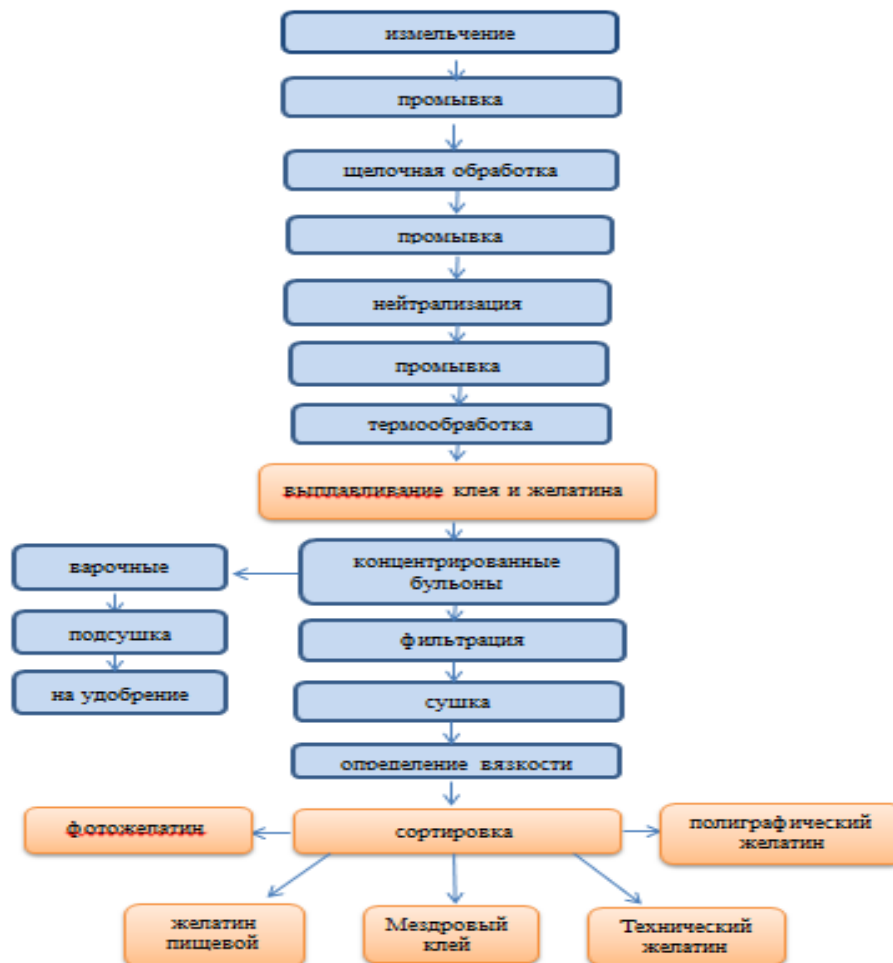 измельчение
промывка
щелочная обработка
промывка
нейтрализация
промывка
термообработка
выплавливание клея и желатина
варочные
концентрированные
бульоны
подсушка
фильтрация
на удобрение
сушка
определение вязкости
фотожелатин
сортировка
полиграфический
желатин
желатин
пищевой
Мездровый
клей
Технический
желатин